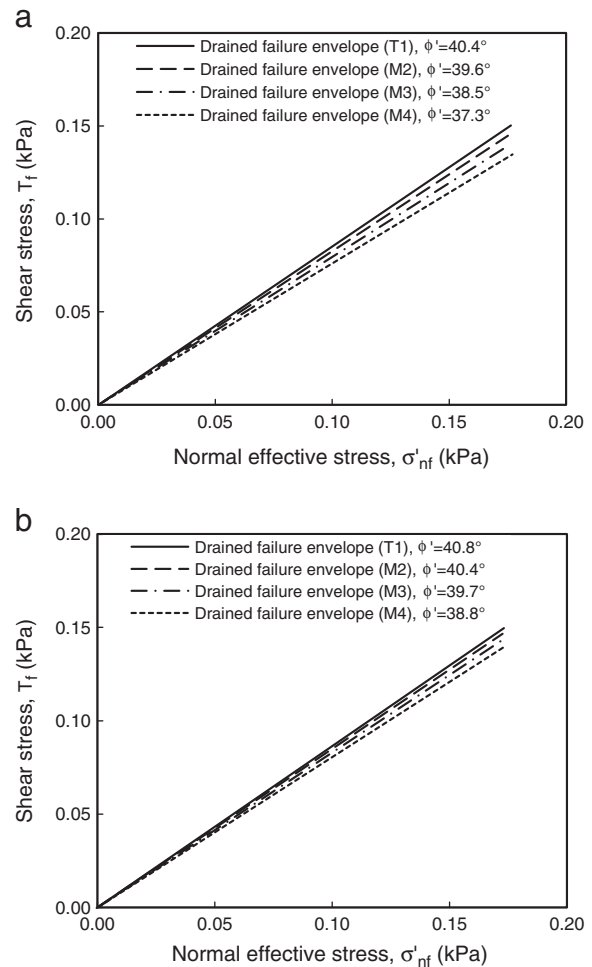 a
0.20
Drained failure envelope (T1), ϕ'=40.4°
Drained failure envelope (M2), ϕ'=39.6°
Drained failure envelope (M3), ϕ'=38.5°
Drained failure envelope (M4), ϕ'=37.3°
0.15
0.10
0.05
0.00
Shear stress, Τf (kPa)
0.00 0.05 0.10 0.15 0.20
Normal effective stress, σ'nf (kPa)
b
0.20
Drained failure envelope (T1), ϕ'=40.8°
Drained failure envelope (M2), ϕ'=40.4°
Drained failure envelope (M3), ϕ'=39.7°
Drained failure envelope (M4), ϕ'=38.8°
0.15
0.10
0.05
0.00
Shear stress, Τf (kPa)
0.00 0.05 0.10 0.15 0.20
Normal effective stress, σ'nf (kPa)